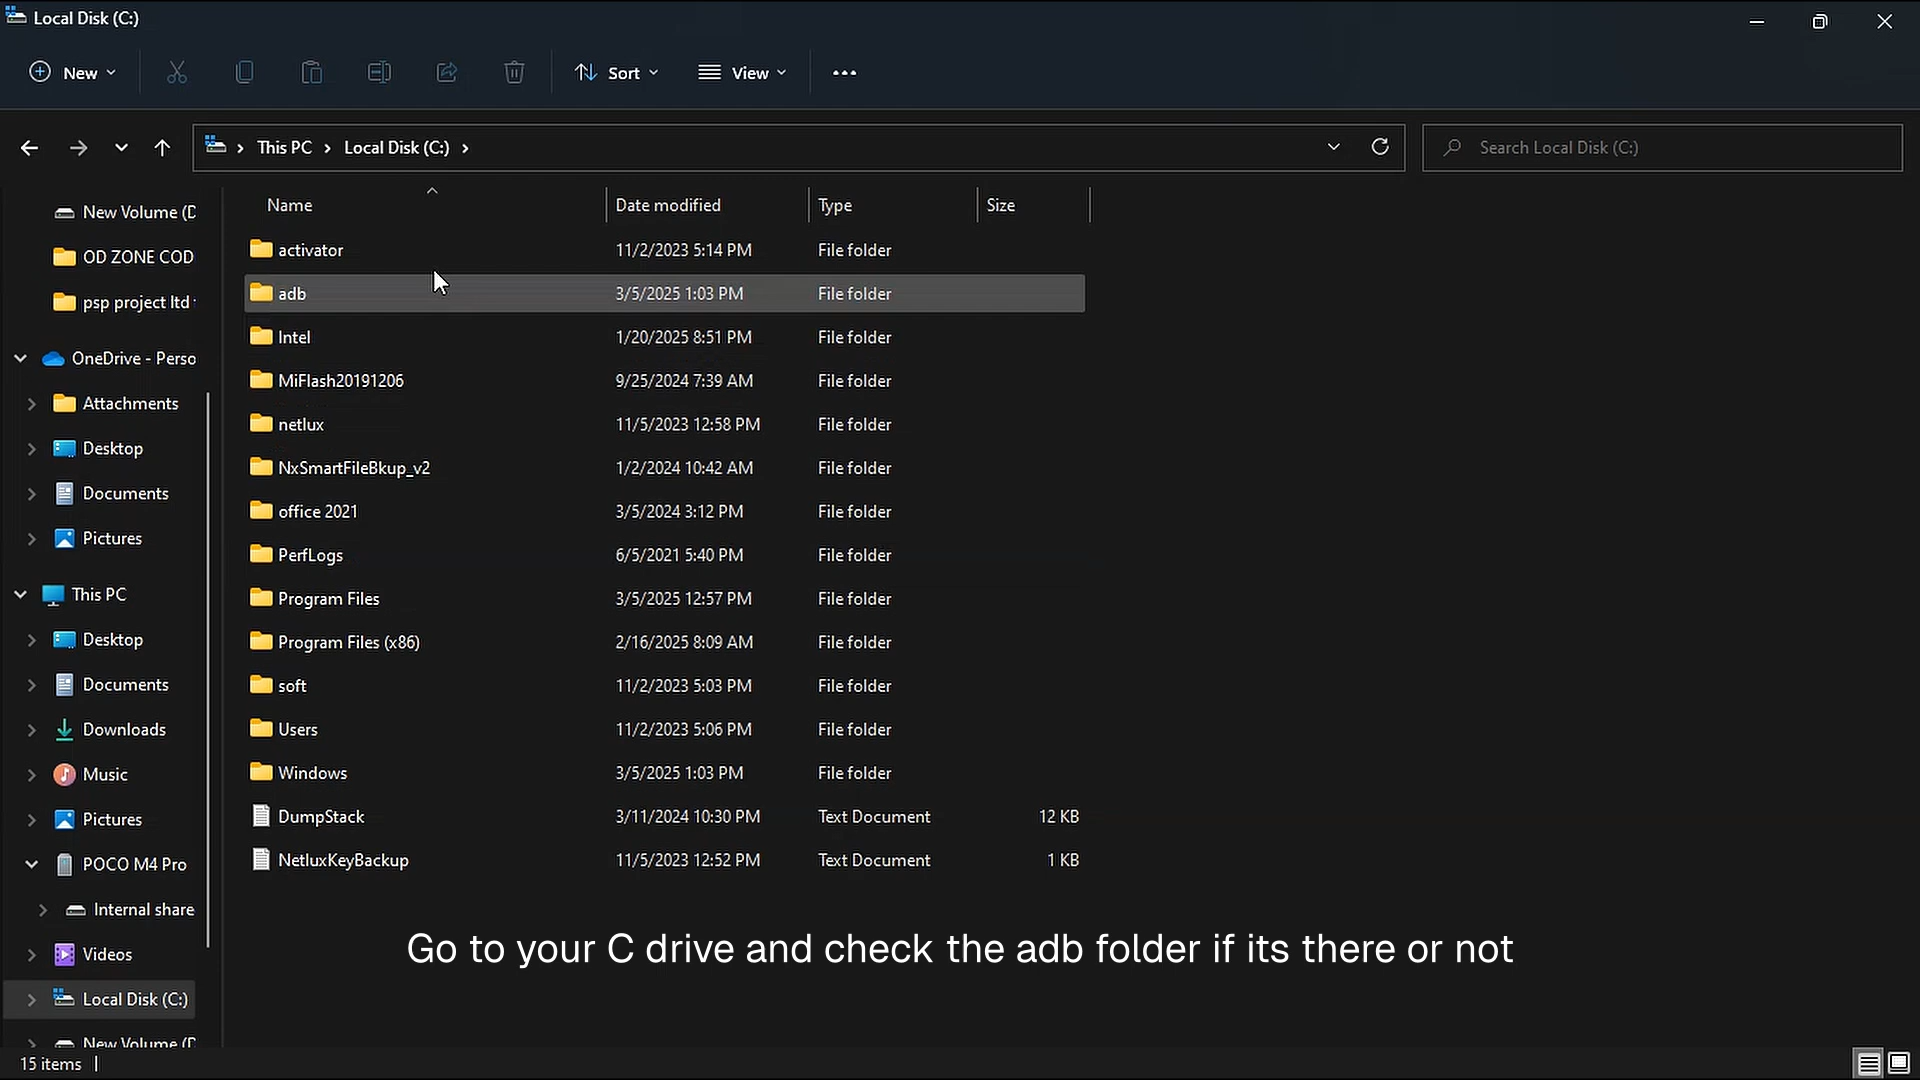 Local Disk (C:)
New
Sort
View
This PC
Local Disk (C:)
Search Local Disk (C:)
Name
Date modified
Type
Size
New Volume (D
OD ZONE COD
psp project ltd
OneDrive - Perso
Attachments
Desktop
Documents
Pictures
This PC
Desktop
Documents
Downloads
Music
Pictures
POCO M4 Pro
Internal share
Videos
Local Disk (C:)
New Volume (D
activator 11/2/2023 5:14 PM File folder
adb 3/5/2025 1:03 PM File folder
Intel 1/20/2025 8:51 PM File folder
MiFlash20191206 9/25/2024 7:39 AM File folder
netlux 11/5/2023 12:58 PM File folder
NxSmartFileBkup_v2 1/2/2024 10:42 AM File folder
office 2021 3/5/2024 3:12 PM File folder
PerfLogs 6/5/2021 5:40 PM File folder
Program Files 3/5/2025 12:57 PM File folder
Program Files (x86) 2/16/2025 8:09 AM File folder
soft 11/2/2023 5:03 PM File folder
Users 11/2/2023 5:06 PM File folder
Windows 3/5/2025 1:03 PM File folder
DumpStack 3/11/2024 10:30 PM Text Document 12 KB
NetluxKeyBackup 11/5/2023 12:52 PM Text Document 1 KB
Go to your C drive and check the adb folder if its there or not
15 items